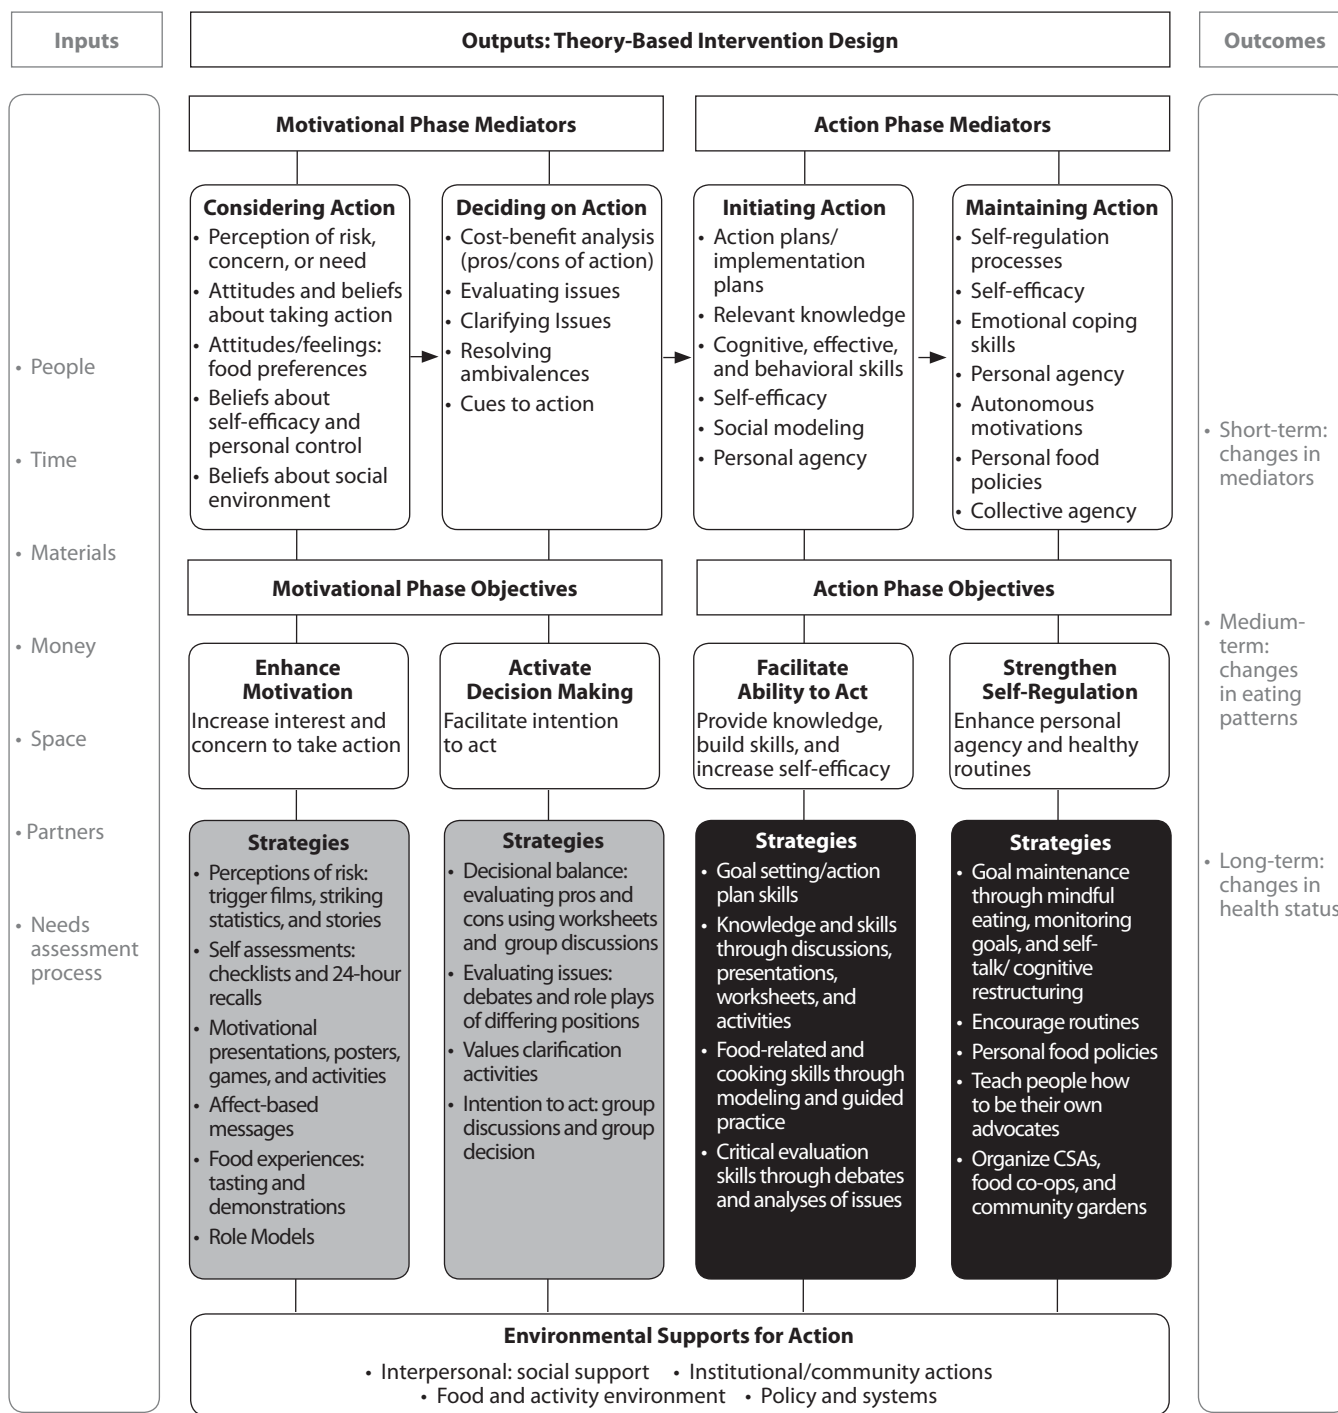 Inputs
Outputs: Theory-Based Intervention Design
Outcomes
• People
• Time
• Materials
• Money
• Space
• Partners
• Needs
assessment
process
Motivational Phase Mediators
Action Phase Mediators
Considering Action
• Perception of risk,
concern, or need
• Attitudes and beliefs
about taking action
• Attitudes/feelings:
food preferences
• Beliefs about
self-efficacy and
personal control
• Beliefs about social
environment
Deciding on Action
• Cost-benefit analysis
(pros/cons of action)
• Evaluating issues
• Clarifying Issues
• Resolving
ambivalences
• Cues to action
Initiating Action
• Action plans/
implementation
plans
• Relevant knowledge
• Cognitive, effective,
and behavioral skills
• Self-efficacy
• Social modeling
• Personal agency
Maintaining Action
• Self-regulation
processes
• Self-efficacy
• Emotional coping
skills
• Personal agency
• Autonomous
motivations
• Personal food
policies
• Collective agency
Motivational Phase Objectives
Action Phase Objectives
Enhance
Motivation
Increase interest and
concern to take action
Activate
Decision Making
Facilitate intention
to act
Facilitate
Ability to Act
Provide knowledge,
build skills, and
increase self-efficacy
Strengthen
Self-Regulation
Enhance personal
agency and healthy
routines
Strategies
• Perceptions of risk:
trigger films, striking
statistics, and stories
• Self assessments:
checklists and 24-hour
recalls
• Motivational
presentations, posters,
games, and activities
• Affect-based
messages
• Food experiences:
tasting and
demonstrations
• Role Models
Strategies
• Decisional balance:
evaluating pros and
cons using worksheets
and group discussions
• Evaluating issues:
debates and role plays
of differing positions
• Values clarification
activities
• Intention to act: group
discussions and group
decision
Strategies
• Goal setting/action
plan skills
• Knowledge and skills
through discussions,
presentations,
worksheets, and
activities
• Food-related and
cooking skills through
modeling and guided
practice
• Critical evaluation
skills through debates
and analyses of issues
Strategies
• Goal maintenance
through mindful
eating, monitoring
goals, and self-
talk/ cognitive
restructuring
• Encourage routines
• Personal food policies
• Teach people how
to be their own
advocates
• Organize CSAs,
food co-ops, and
community gardens
Environmental Supports for Action
• Interpersonal: social support • Institutional/community actions
• Food and activity environment • Policy and systems
• Short-term:
changes in
mediators
• Medium-
term:
changes
in eating
patterns
• Long-term:
changes in
health status